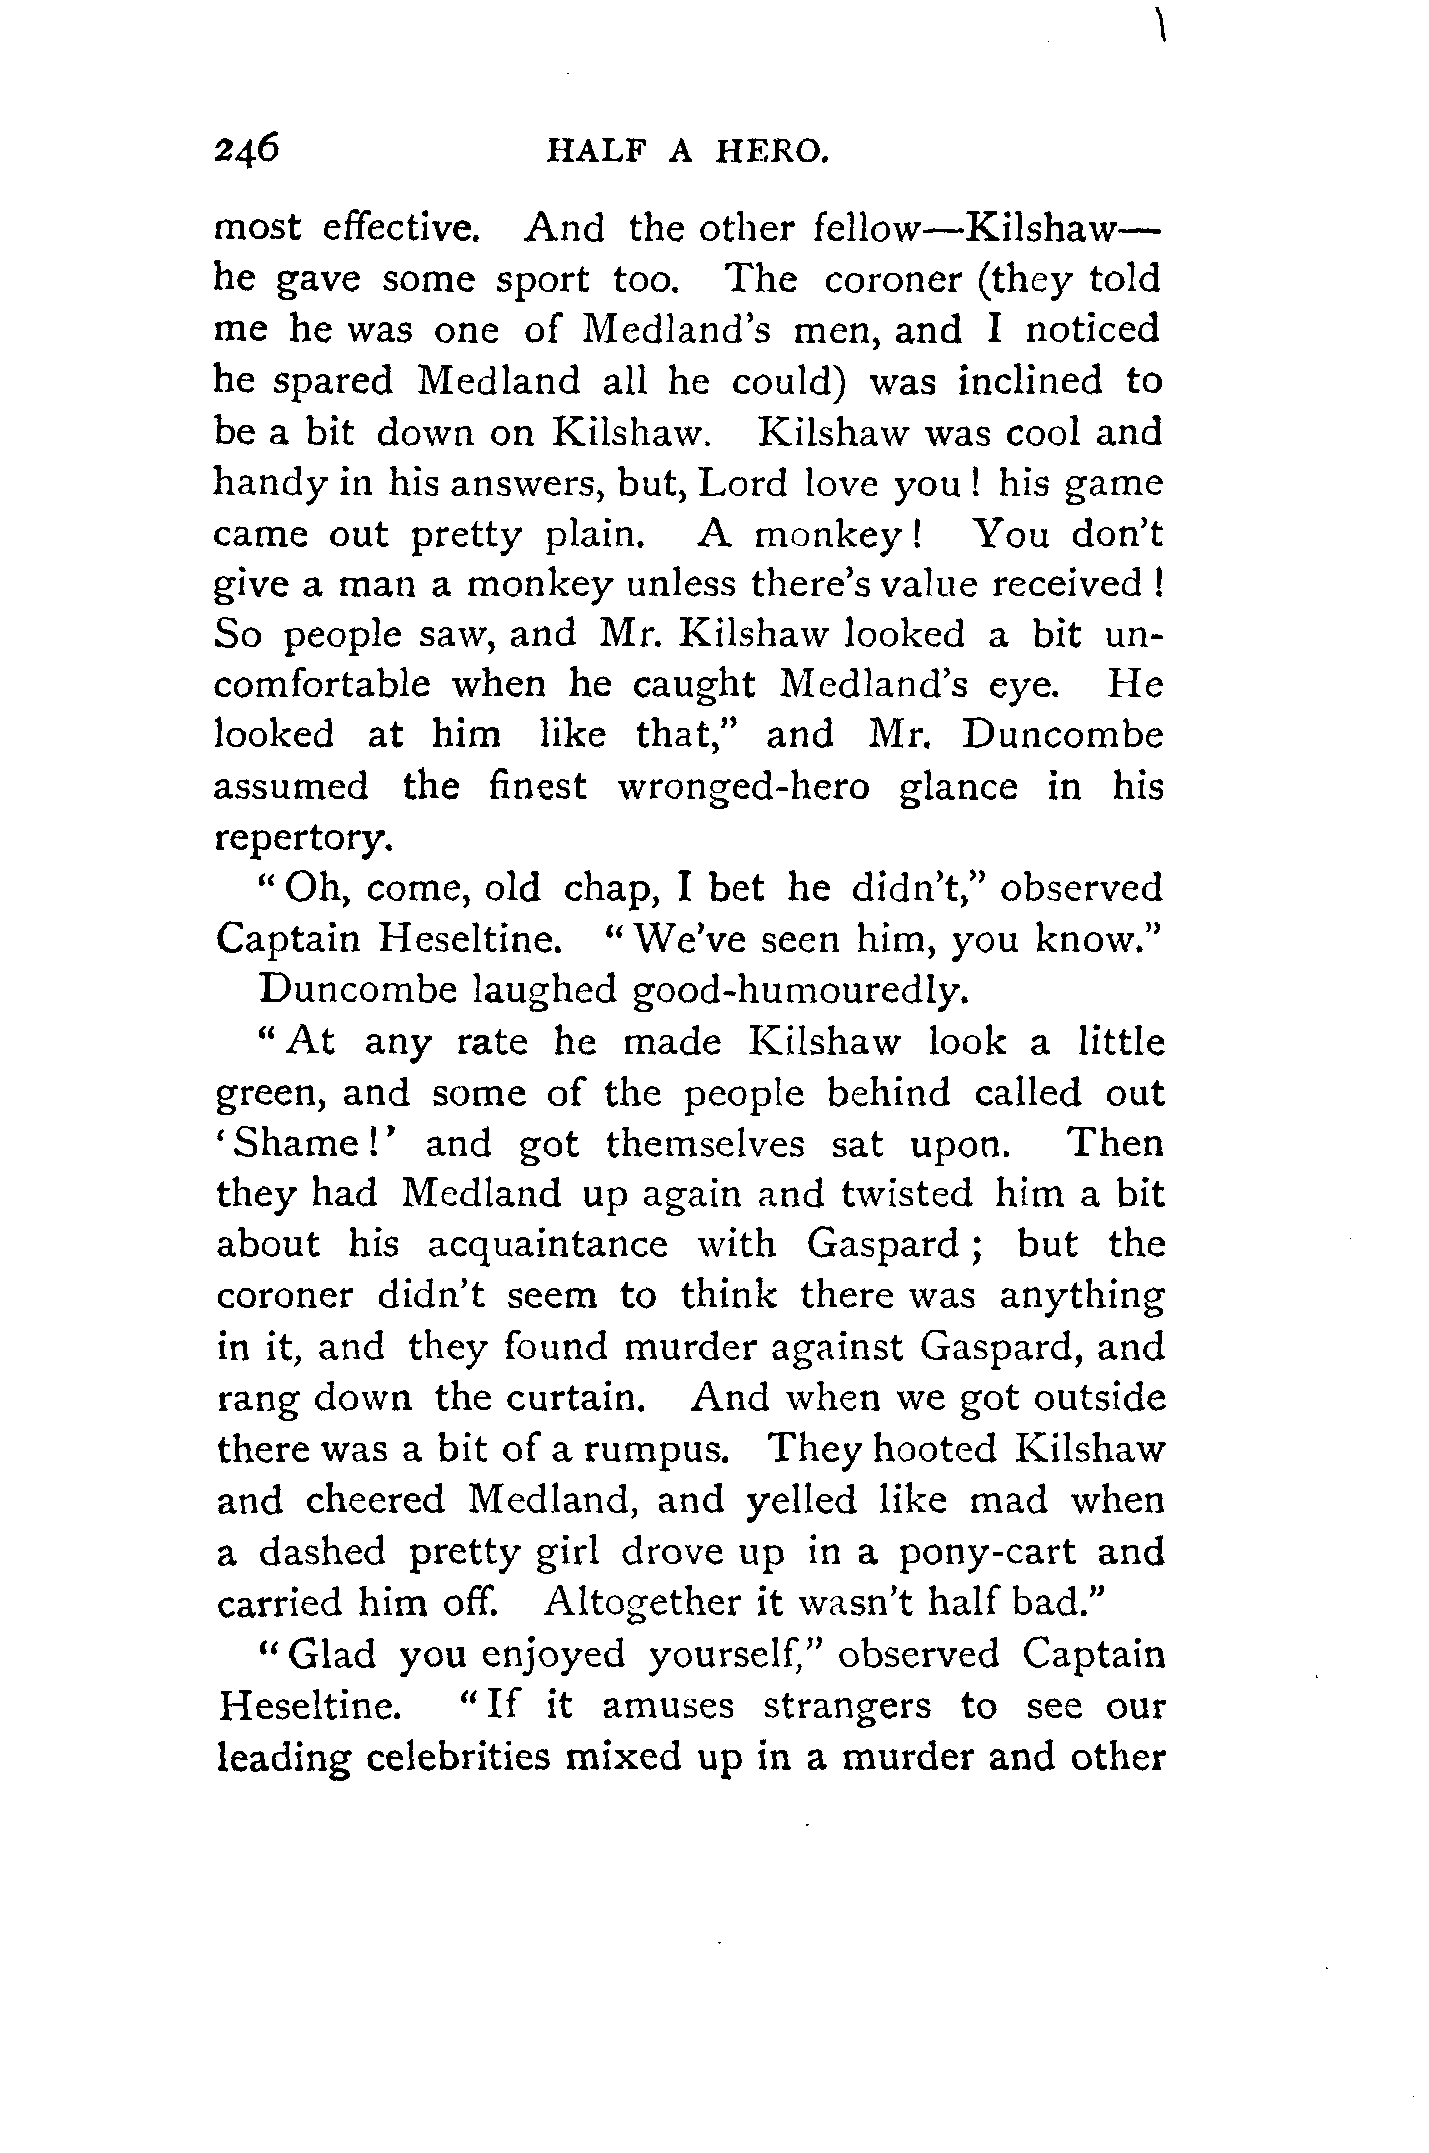 246 HALF A HERO.
most effective. And the other fellow—Kilshaw—
he gave some sport too. The coroner (they told
me he was one of Medland's men, and I noticed
he spared Medland all he could) was inclined to
be a bit down on Kilshaw. Kilshaw was cool and
handy in his answers, but, Lord love you! his game
came out pretty plain. A monkey! You don't
give a man a monkey unless there's value received!
So people saw, and Mr. Kilshaw looked a bit un-
comfortable when he caught Medland's eye. He
looked at him like that," and Mr. Duncombe
assumed the finest wronged-hero glance in his
repertory.
"Oh, come, old chap, I bet he didn't," observed
Captain Heseltine. "We've seen him, you know."
Duncombe laughed good-humouredly.
"At any rate he made Kilshaw look a little
green, and some of the people behind called out
'Shame!' and got themselves sat upon. Then
they had Medland up again and twisted him a bit
about his acquaintance with Gaspard; but the
coroner didn't seem to think there was anything
in it, and they found murder against Gaspard, and
rang down the curtain. And when we got outside
there was a bit of a rumpus. They hooted Kilshaw
and cheered Medland, and yelled like mad when
a dashed pretty girl drove up in a pony-cart and
carried him off. Altogether it wasn't half bad."
"Glad you enjoyed yourself," observed Captain
Heseltine. "If it amuses strangers to see our
leading celebrities mixed up in a murder and other